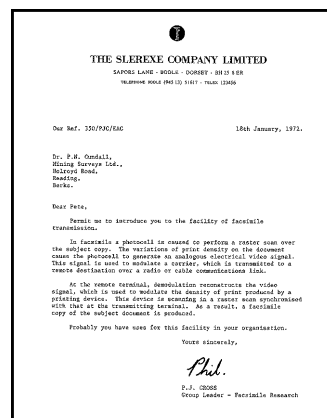 THE SLEREXE COMPANY LIMITED
SAPORS LANE - BOOLE - DORSET - BH 25 8 ER
TELEPHONE BOOLE (945 13) 51617 - TELEX 123456
Our Ref. 350/PJC/EAC 18th January, 1972.
Dr. P.N. Cundall,
Mining Surveys Ltd.,
Holroyd Road,
Reading,
Berks.
Dear Pete,
Permit me to introduce you to the facility of facsimile
transmission.
In facsimile a photocell is caused to perform a raster scan over
the subject copy. The variations of print density on the document
cause the photocell to generate an analogous electrical video signal.
This signal is used to modulate a carrier, which is transmitted to a
remote destination over a radio or cable communications link.
At the remote terminal, demodulation reconstructs the video
signal, which is used to modulate the density of print produced by a
printing device. This device is scanning in a raster scan synchronised
with that at the transmitting terminal. As a result, a facsimile
copy of the subject document is produced.
Probably you have uses for this facility in your organisation.
Yours sincerely,
Phil.
P.J. CROSS
Group Leader - Facsimile Research